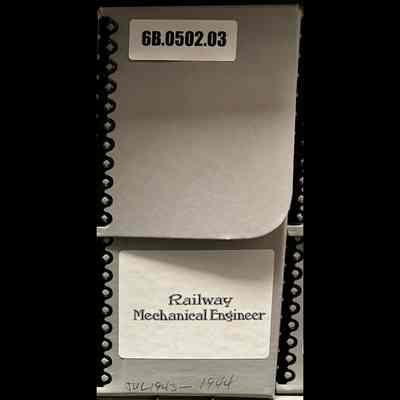 6B.0502.03
Railway
Mechanical Engineer
JUL 1943 – 1944